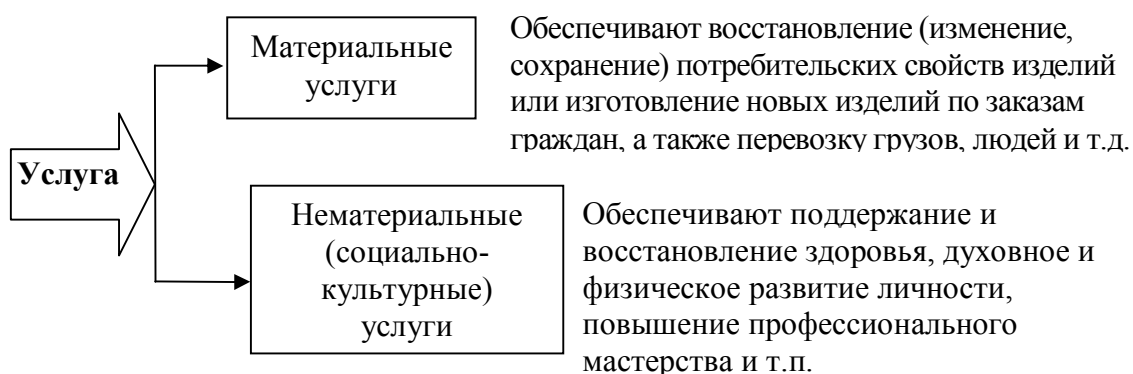 Услуга
Материальные
услуги
Обеспечивают восстановление (изменение,
сохранение) потребительских свойств изделий
или изготовление новых изделий по заказам
граждан, а также перевозку грузов, людей и т.д.
Нематериальные
(социально-
культурные)
услуги
Обеспечивают поддержание и
восстановление здоровья, духовное и
физическое развитие личности,
повышение профессионального
мастерства и т.п.